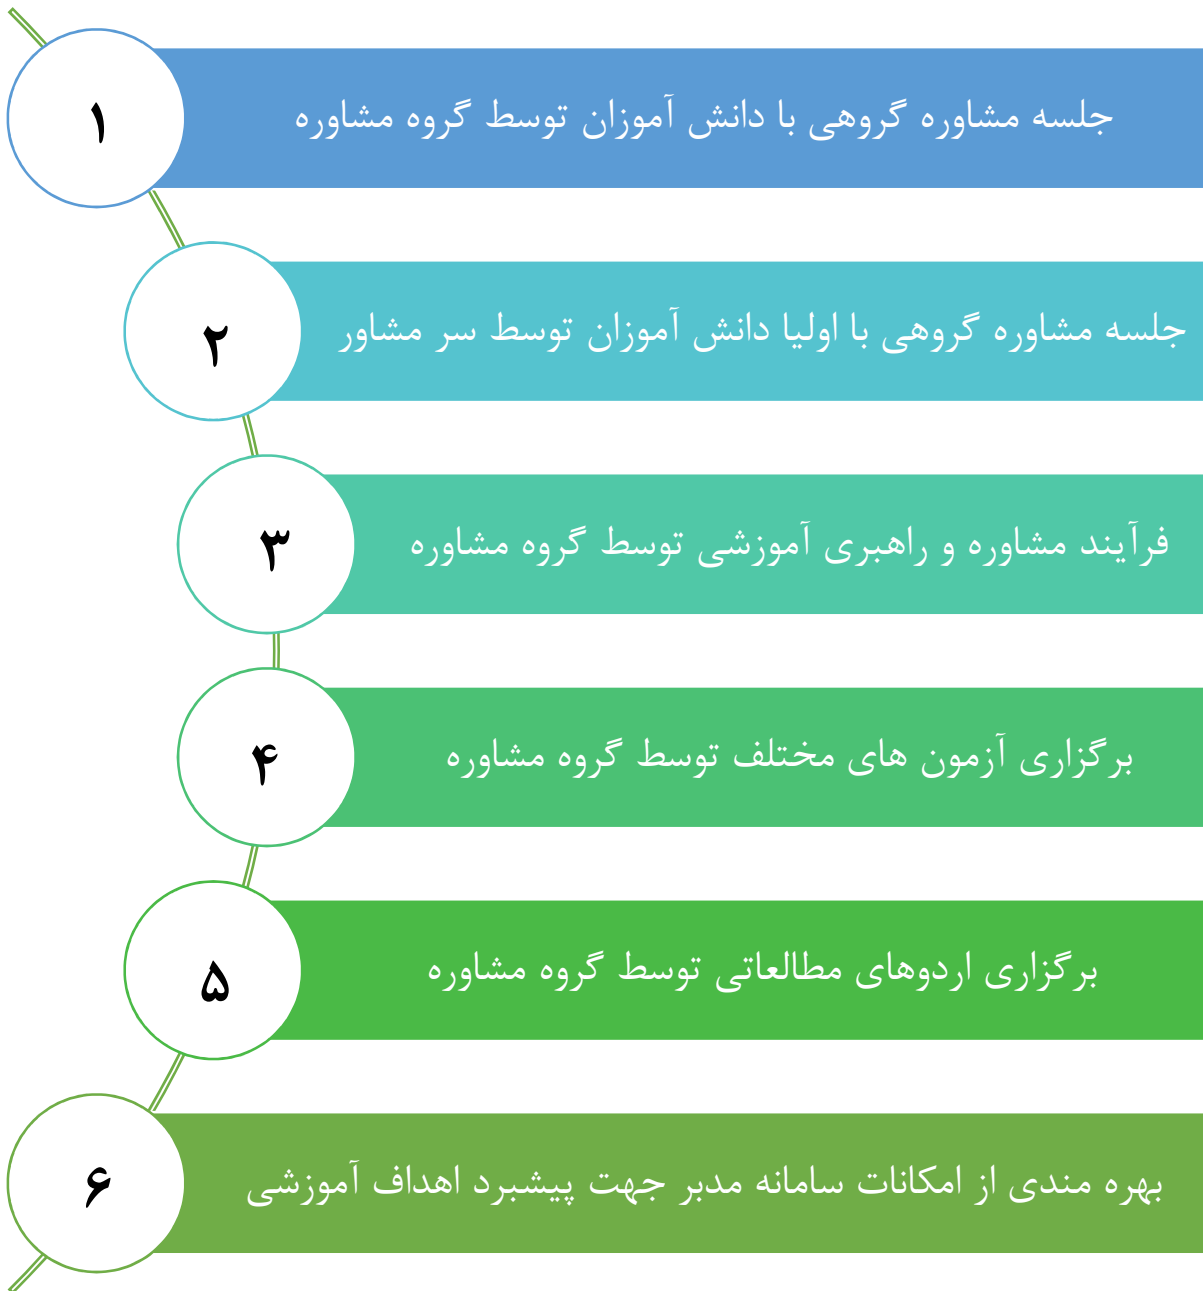 ۱
جلسه مشاوره گروهی با دانش آموزان توسط گروه مشاوره
۲
جلسه مشاوره گروهی با اولیا دانش آموزان توسط سر مشاور
۳
فرآیند مشاوره و راهبری آموزشی توسط گروه مشاوره
۴
برگزاری آزمون های مختلف توسط گروه مشاوره
۵
برگزاری اردوهای مطالعاتی توسط گروه مشاوره
۶
بهره مندی از امکانات سامانه مدبر جهت پیشبرد اهداف آموزشی